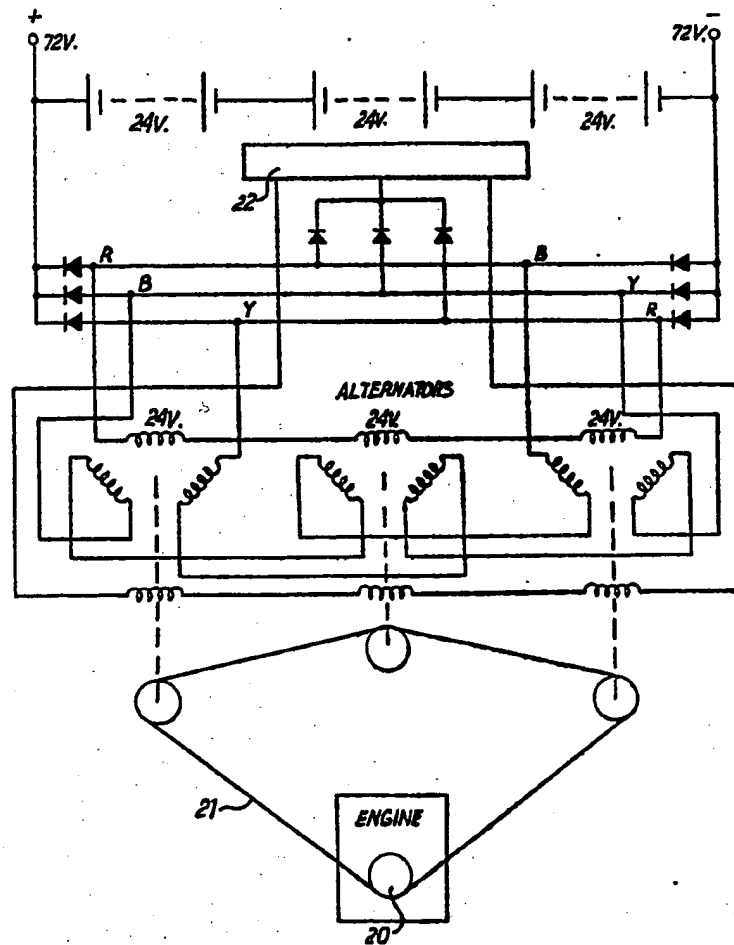 + −
72V. 72V.
24V. 24V. 24V.
22
R B
B Y
Y R
ALTERNATORS
24V. 24V. 24V.
21
ENGINE
20